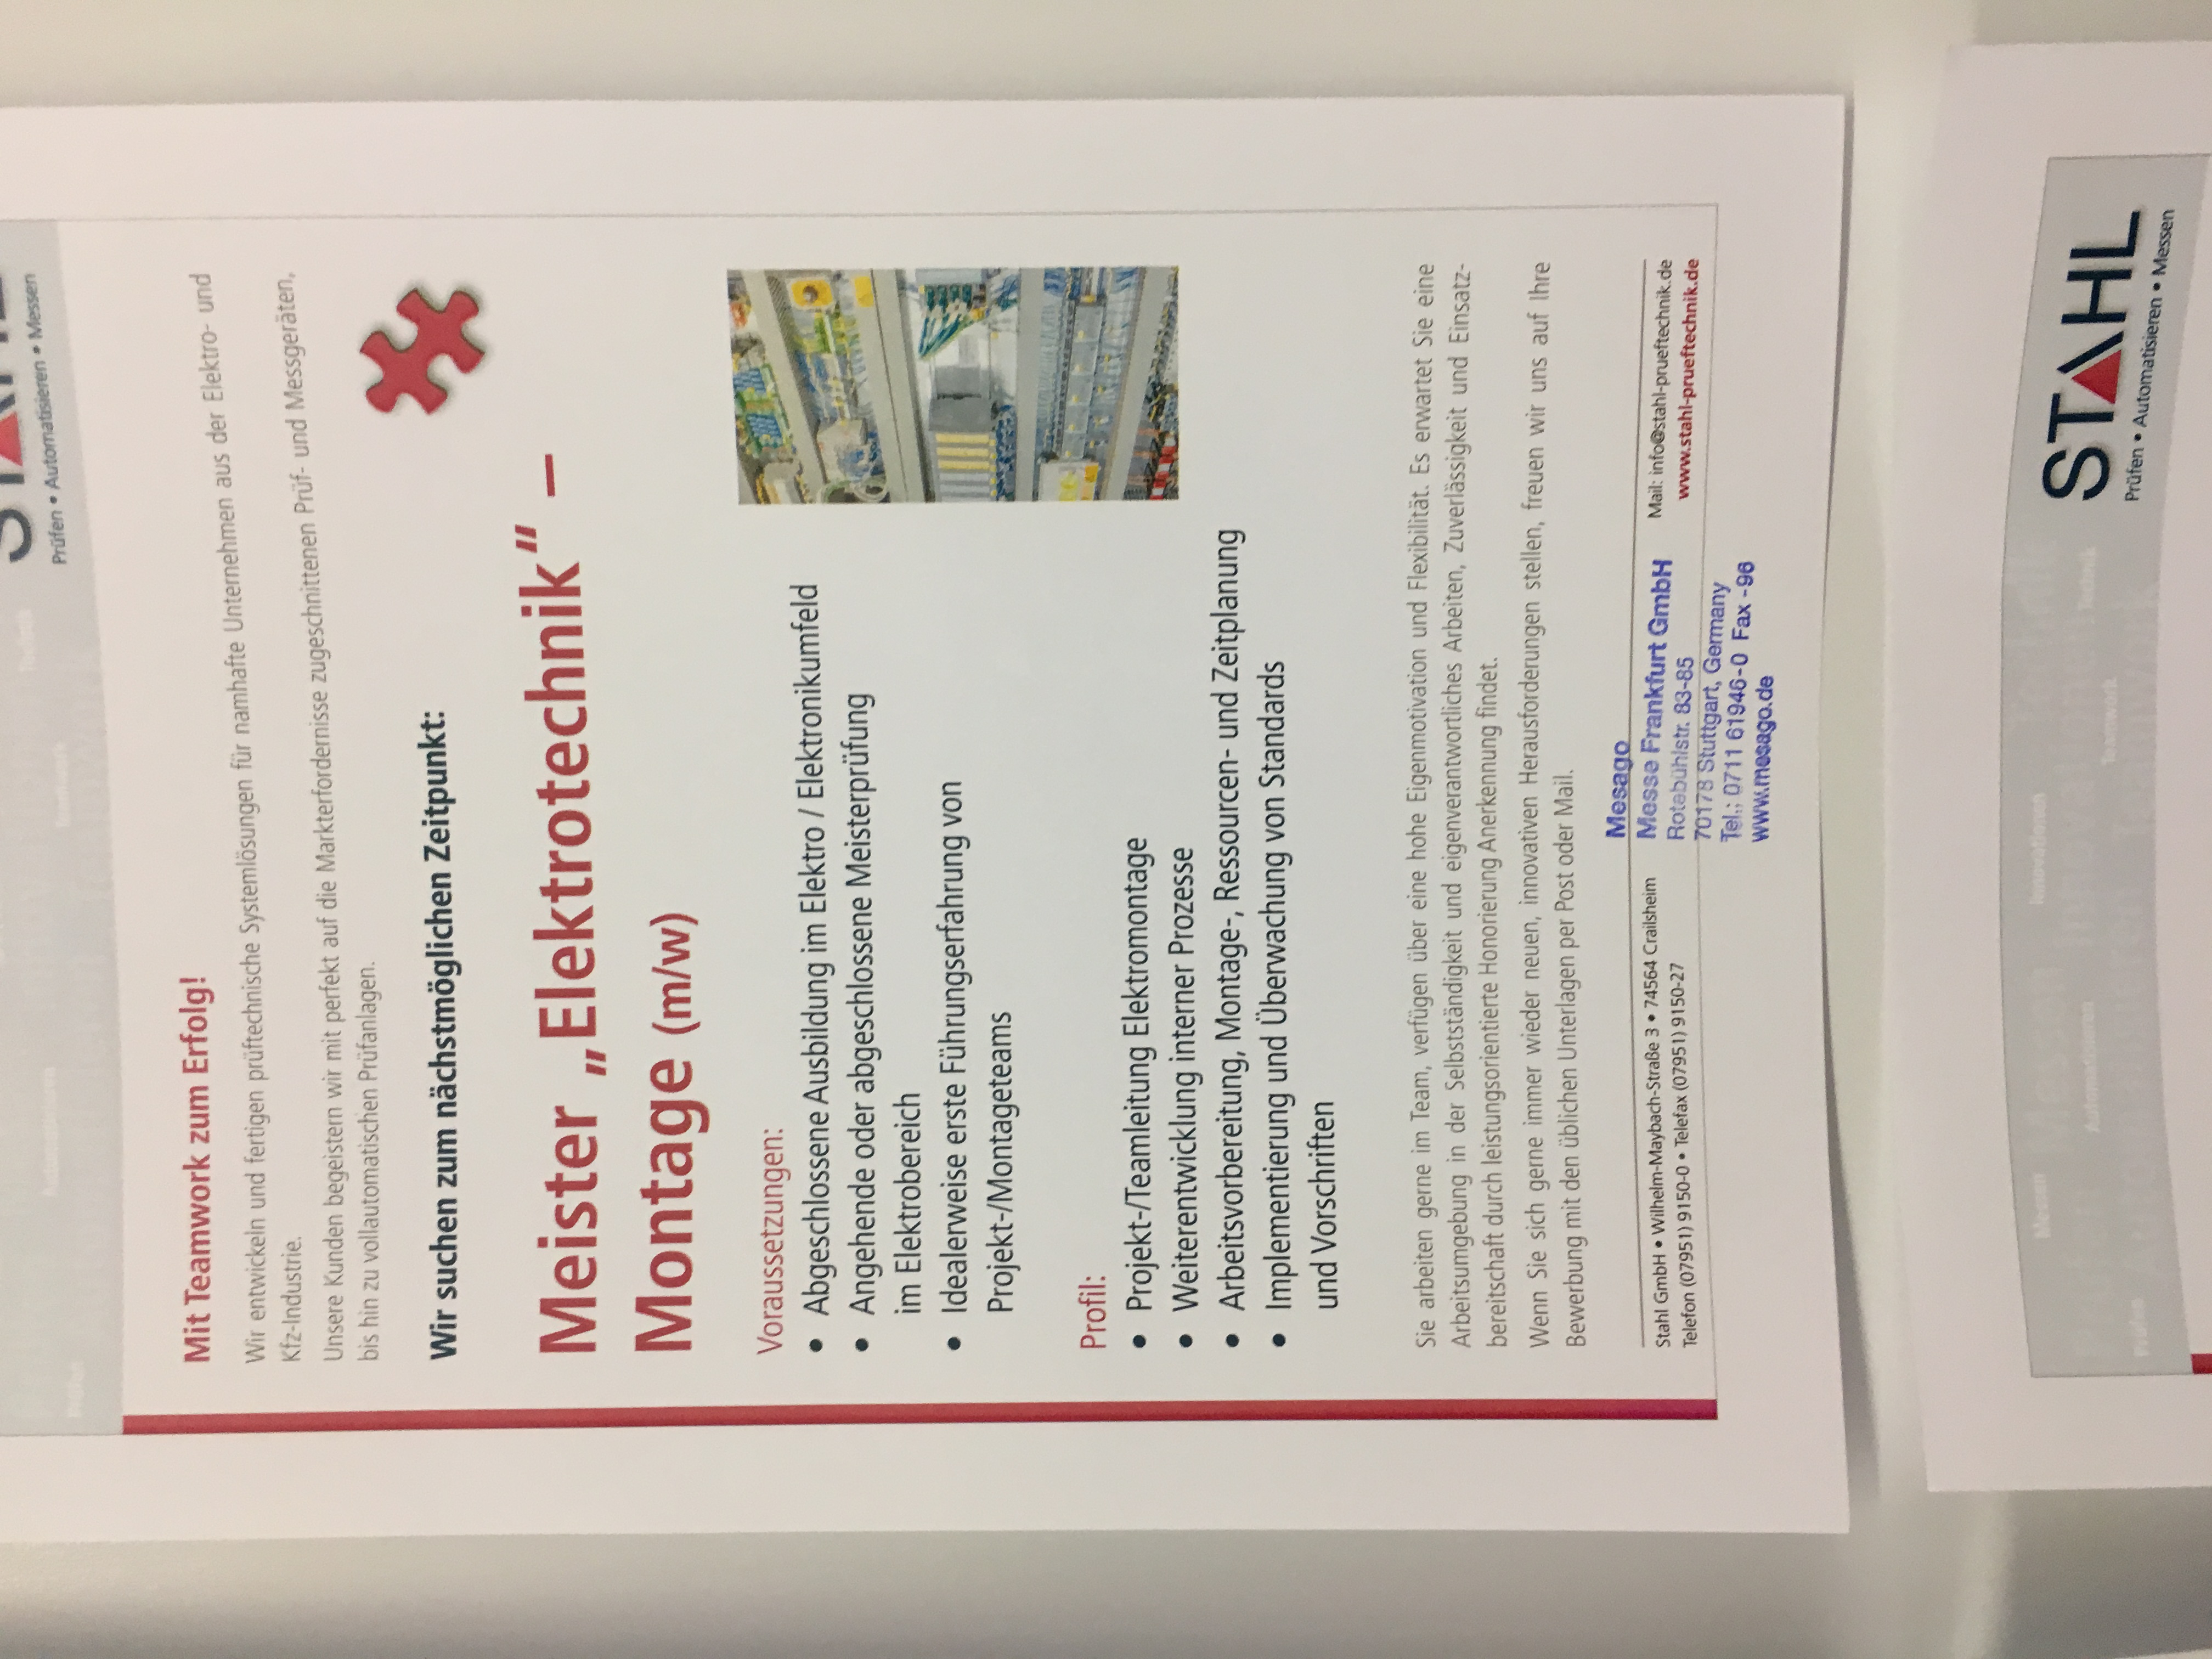 STAHL
Prüfen • Automatisieren • Messen
Mit Teamwork zum Erfolg!
Wir entwickeln und fertigen prüftechnische Systemlösungen für namhafte Unternehmen aus der Elektro- und
Kfz-Industrie.
Unsere Kunden begeistern wir mit perfekt auf die Markterfordernisse zugeschnittenen Prüf- und Messgeräten,
bis hin zu vollautomatischen Prüfanlagen.
Wir suchen zum nächstmöglichen Zeitpunkt:
Meister „Elektrotechnik“ –
Montage (m/w)
Voraussetzungen:
• Abgeschlossene Ausbildung im Elektro / Elektronikumfeld
• Angehende oder abgeschlossene Meisterprüfung
im Elektrobereich
• Idealerweise erste Führungserfahrung von
Projekt-/Montageteams
Profil:
• Projekt-/Teamleitung Elektromontage
• Weiterentwicklung interner Prozesse
• Arbeitsvorbereitung, Montage-, Ressourcen- und Zeitplanung
• Implementierung und Überwachung von Standards
und Vorschriften
Sie arbeiten gerne im Team, verfügen über eine hohe Eigenmotivation und Flexibilität. Es erwartet Sie eine
Arbeitsumgebung in der Selbstständigkeit und eigenverantwortliches Arbeiten, Zuverlässigkeit und Einsatz-
bereitschaft durch leistungsorientierte Honorierung Anerkennung findet.
Wenn Sie sich gerne immer wieder neuen, innovativen Herausforderungen stellen, freuen wir uns auf Ihre
Bewerbung mit den üblichen Unterlagen per Post oder Mail.
Stahl GmbH • Wilhelm-Maybach-Straße 3 • 74564 Crailsheim
Telefon (07951) 9150-0 • Telefax (07951) 9150-27
Mesago
Messe Frankfurt GmbH
Rotebühlstr. 83-85
70178 Stuttgart, Germany
Tel.: 0711 61946-0 Fax -96
www.mesago.de
Mail: info@stahl-prueftechnik.de
www.stahl-prueftechnik.de
Messen
Innovationen
Technik
Automatisieren
Technik
Teamwork
Prüfen
STAHL
Prüfen • Automatisieren • Messen